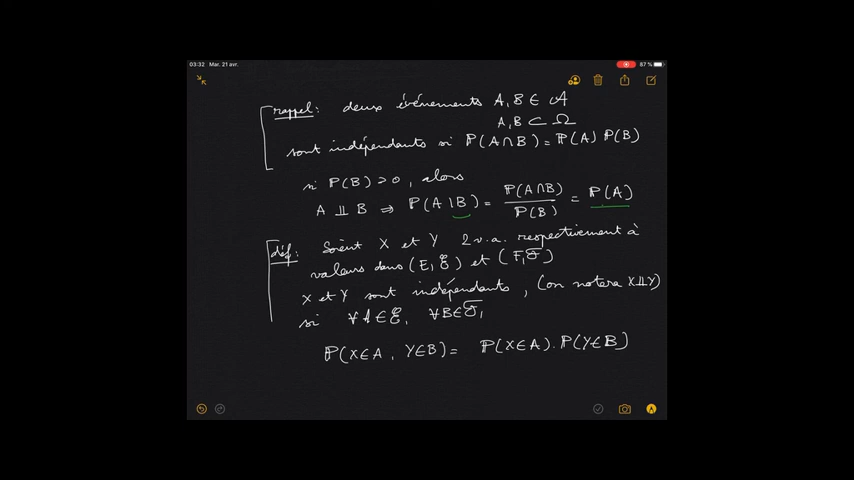 03:32 Mar. 21 avr. 87 %
rappel : deux événements A, B ∈ 𝒜
A, B ⊂ Ω
sont indépendants si ℙ(A∩B) = ℙ(A) ℙ(B)
si ℙ(B) > 0, alors
A ⫫ B ⇒ ℙ(A | B) = ℙ(A∩B) / ℙ(B) = ℙ(A)
déf : Soient X et Y 2 v.a. respectivement à
valeurs dans (E, ℰ) et (F, ℱ)
X et Y sont indépendants, (on notera X⫫Y)
si ∀A∈ℰ, ∀B∈ℱ,
ℙ(X∈A, Y∈B) = ℙ(X∈A). ℙ(Y∈B)